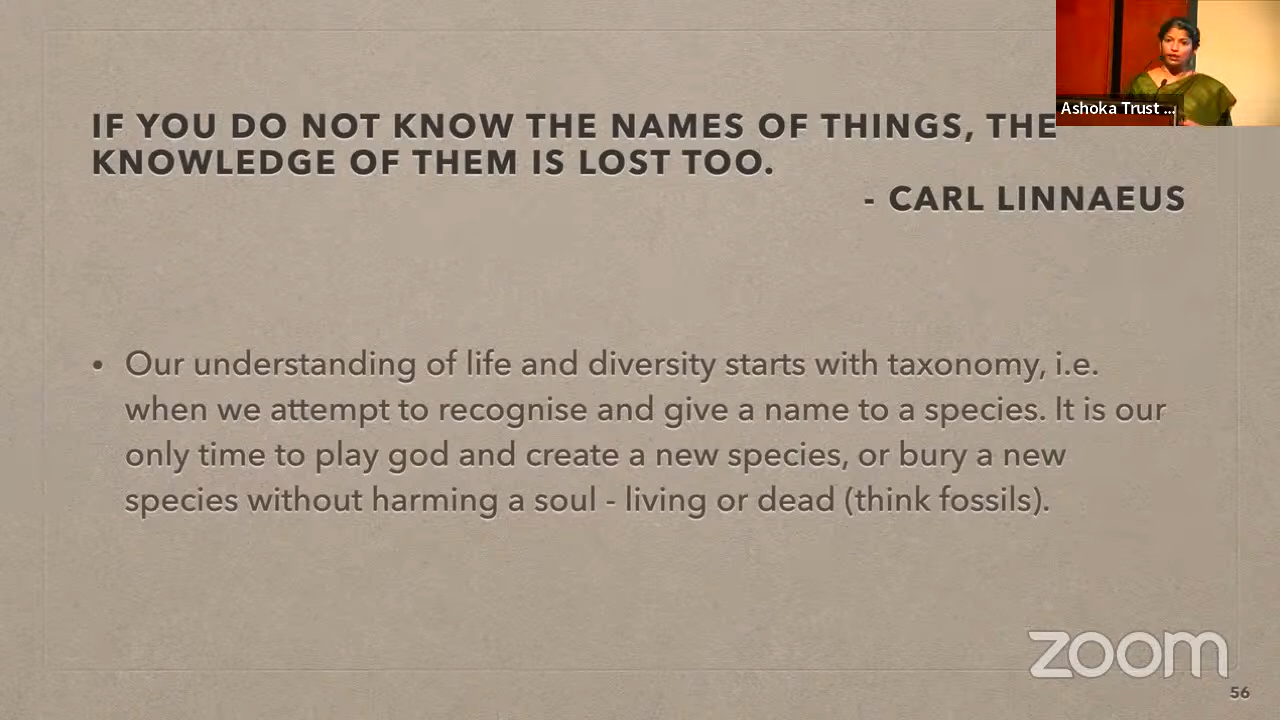 IF YOU DO NOT KNOW THE NAMES OF THINGS, THE
KNOWLEDGE OF THEM IS LOST TOO.
- CARL LINNAEUS
Ashoka Trust ...
• Our understanding of life and diversity starts with taxonomy, i.e.
when we attempt to recognise and give a name to a species. It is our
only time to play god and create a new species, or bury a new
species without harming a soul - living or dead (think fossils).
zoom
56